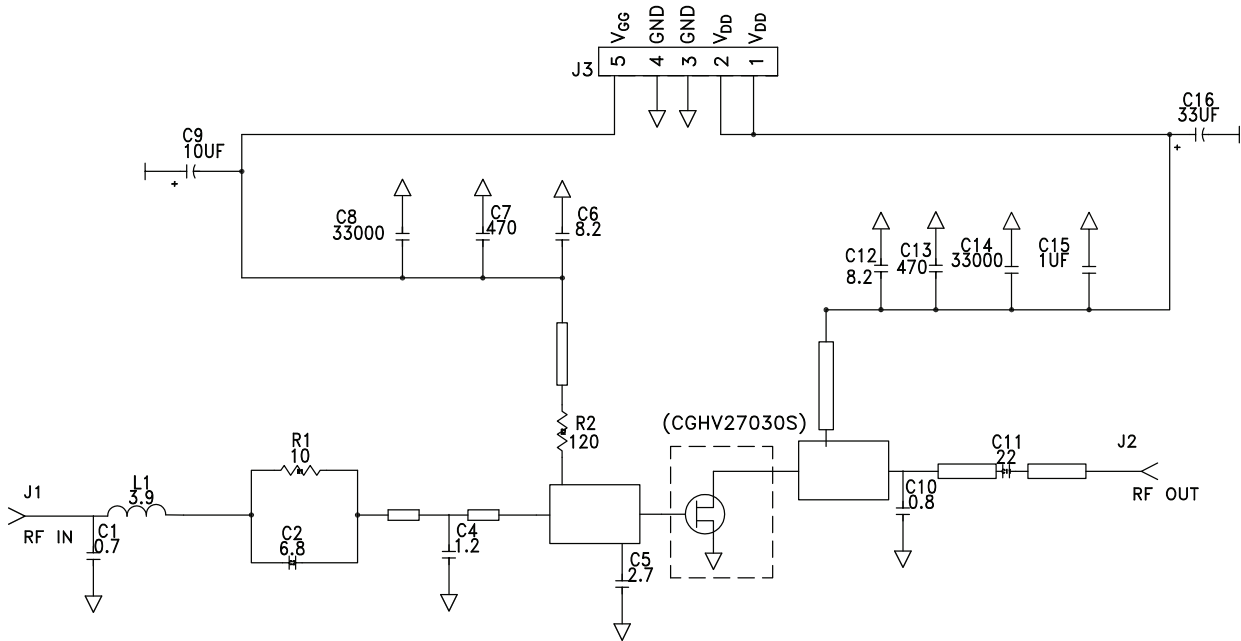 VGG
GND
GND
VDD
VDD
J3
5
4
3
2
1
C9
10UF
+
C16
33UF
+
C8
33000
C7
470
C6
8.2
C12
8.2
C13
470
C14
33000
C15
1UF
R2
120
(CGHV27030S)
R1
10
C11
22
J2
RF OUT
J1
RF IN
L1
3.9
C1
0.7
C2
6.8
C4
1.2
C5
2.7
C10
0.8